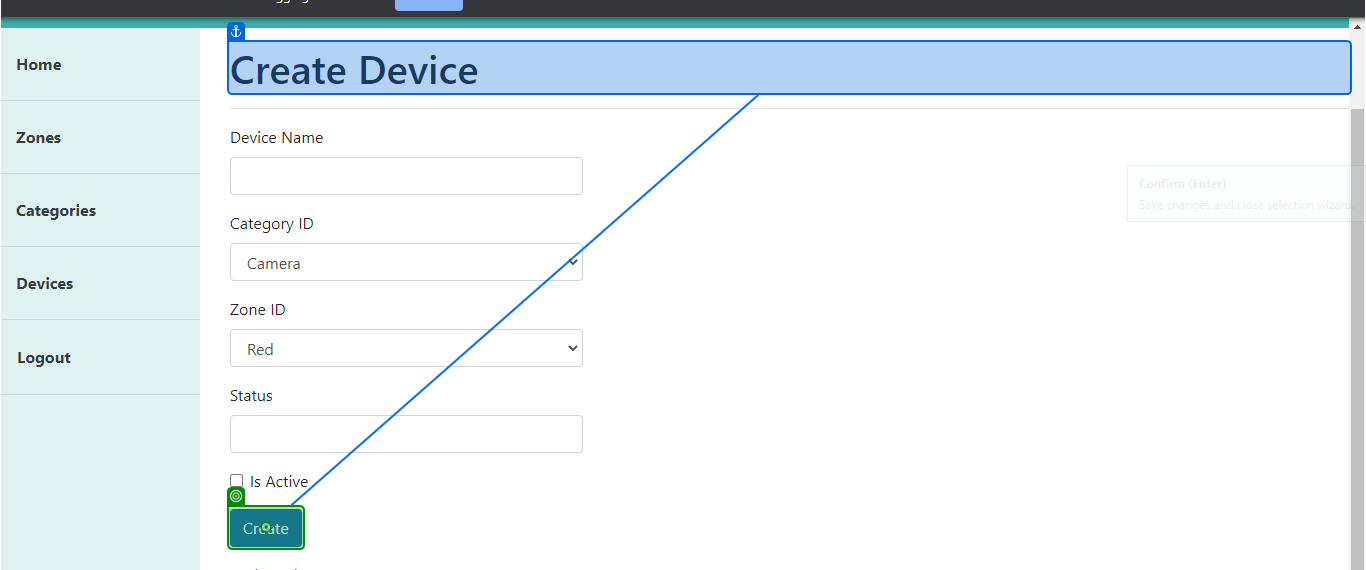 Home
Zones
Categories
Devices
Logout
Create Device
Device Name
Category ID
Camera
Zone ID
Red
Status
Is Active
Create
Confirm (Enter)
Save changes and close selection wizard